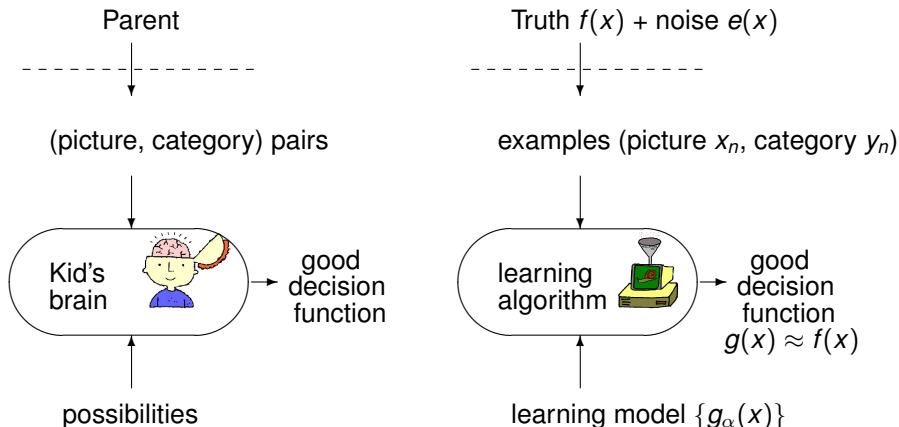 Parent
(picture, category) pairs
Kid's
brain
good
decision
function
possibilities
Truth f(x) + noise e(x)
examples (picture xₙ, category yₙ)
learning
algorithm
good
decision
function
g(x) ≈ f(x)
learning model {g_α(x)}